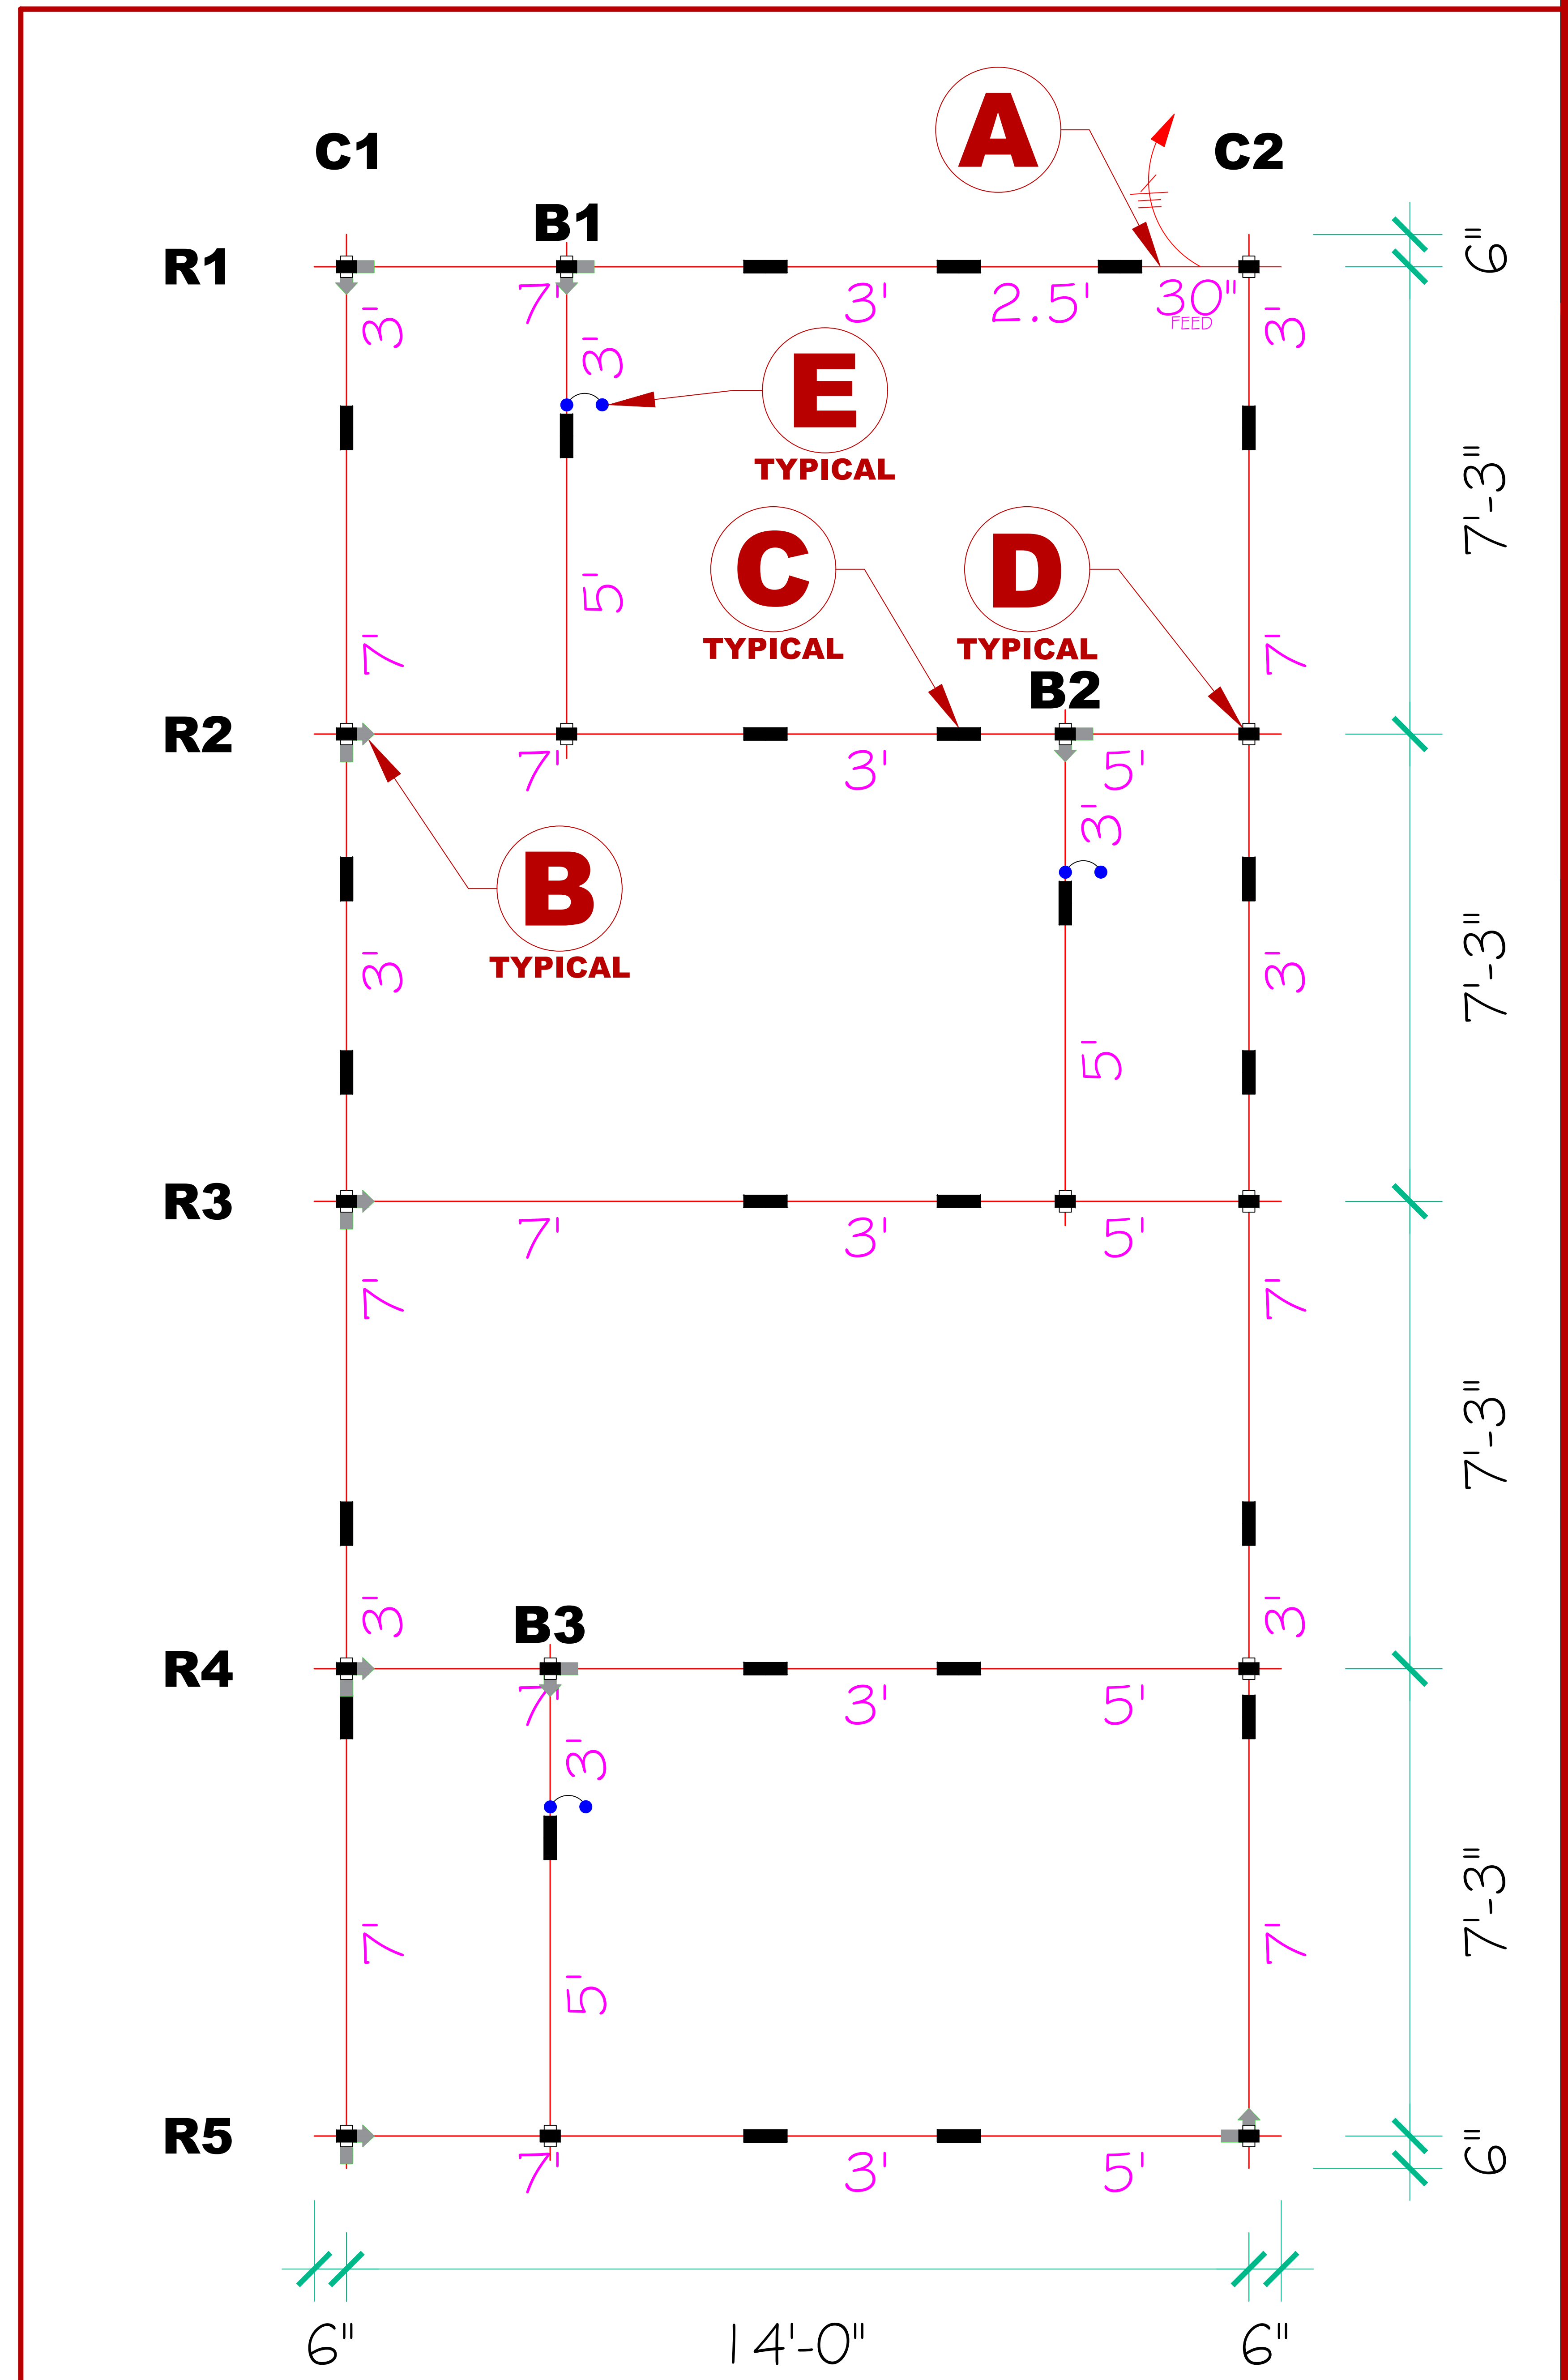 A
C1
C2
B1
R1
6"
7'
3'
2.5'
30"
FEED
3'
3'
3'
E
TYPICAL
7'-3"
5'
C
TYPICAL
D
TYPICAL
7'
7'
B2
R2
7'
3'
5'
3'
B
TYPICAL
3'
3'
7'-3"
5'
R3
7'
3'
5'
7'
7'
7'-3"
3'
B3
3'
R4
7'
3'
5'
3'
7'
7'
7'-3"
5'
R5
7'
3'
5'
6"
6"
14'-0"
6"